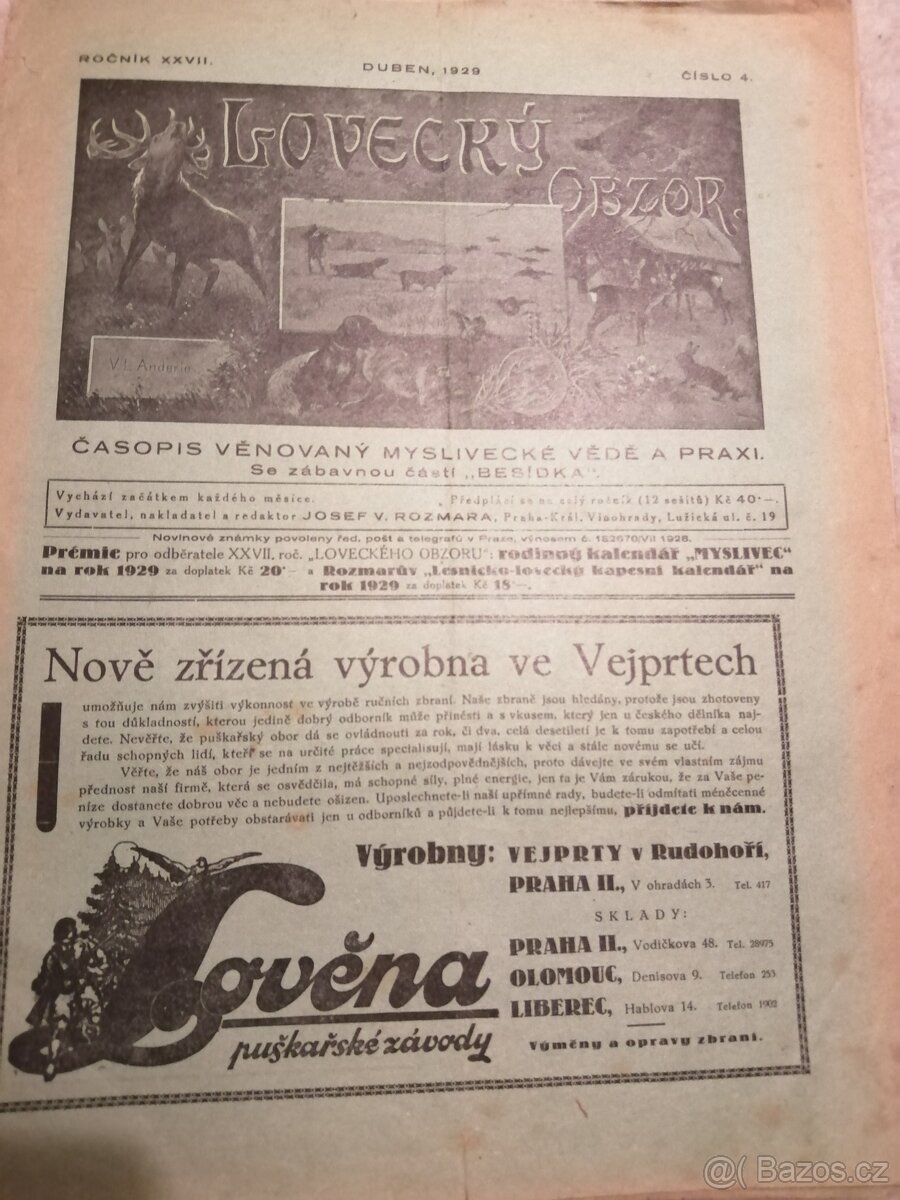 ROČNÍK XXVII.
DUBEN, 1929
ČÍSLO 4.
LOVECKÝ
OBZOR.
V. L. Anderle
ČASOPIS VĚNOVANÝ MYSLIVECKÉ VĚDĚ A PRAXI.
Se zábavnou částí „BESÍDKA“.
Vychází začátkem každého měsíce. Předplácí se na celý ročník (12 sešitů) Kč 40·—.
Vydavatel, nakladatel a redaktor JOSEF V. ROZMARA, Praha-Král. Vinohrady, Lužická ul. č. 19
Novinové známky povoleny řed. pošt a telegrafů v Praze, výnosem č. 182670/VII 1928.
Prémie pro odběratele XXVII. roč. „LOVECKÉHO OBZORU“: rodinný kalendář „MYSLIVEC“
na rok 1929 za doplatek Kč 20·— a Rozmarův „Lesnicko-lovecký kapesní kalendář“ na
rok 1929 za doplatek Kč 18·—.
Nově zřízená výrobna ve Vejprtech
umožňuje nám zvýšiti výkonnost ve výrobě ručních zbraní. Naše zbraně jsou hledány, protože jsou zhotoveny
s tou důkladností, kterou jedině dobrý odborník může přinésti a s vkusem, který jen u českého dělníka naj-
dete. Nevěřte, že puškařský obor dá se ovládnouti za rok, či dva, celá desetiletí je k tomu zapotřebí a celou
řadu schopných lidí, kteří se na určité práce specialisují, mají lásku k věci a stále novému se učí.
Věřte, že náš obor je jedním z nejtěžších a nejzodpovědnějších, proto dávejte ve svém vlastním zájmu
přednost naší firmě, která se osvědčila, má schopné síly, plné energie, jen ta je Vám zárukou, že za Vaše pe-
níze dostanete dobrou věc a nebudete ošizen. Uposlechnete-li naší upřímné rady, budete-li odmítati méněcenné
výrobky a Vaše potřeby obstarávati jen u odborníků a půjdete-li k tomu nejlepšímu, přijdete k nám.
Výrobny: VEJPRTY v Rudohoří,
PRAHA II., V ohradách 3. Tel. 417
SKLADY:
PRAHA II., Vodičkova 48. Tel. 28975
OLOMOUC, Denisova 9. Telefon 253
LIBEREC, Hablova 14. Telefon 1902
Výměny a opravy zbraní.
Lověna
puškařské závody
@( Bazos.cz